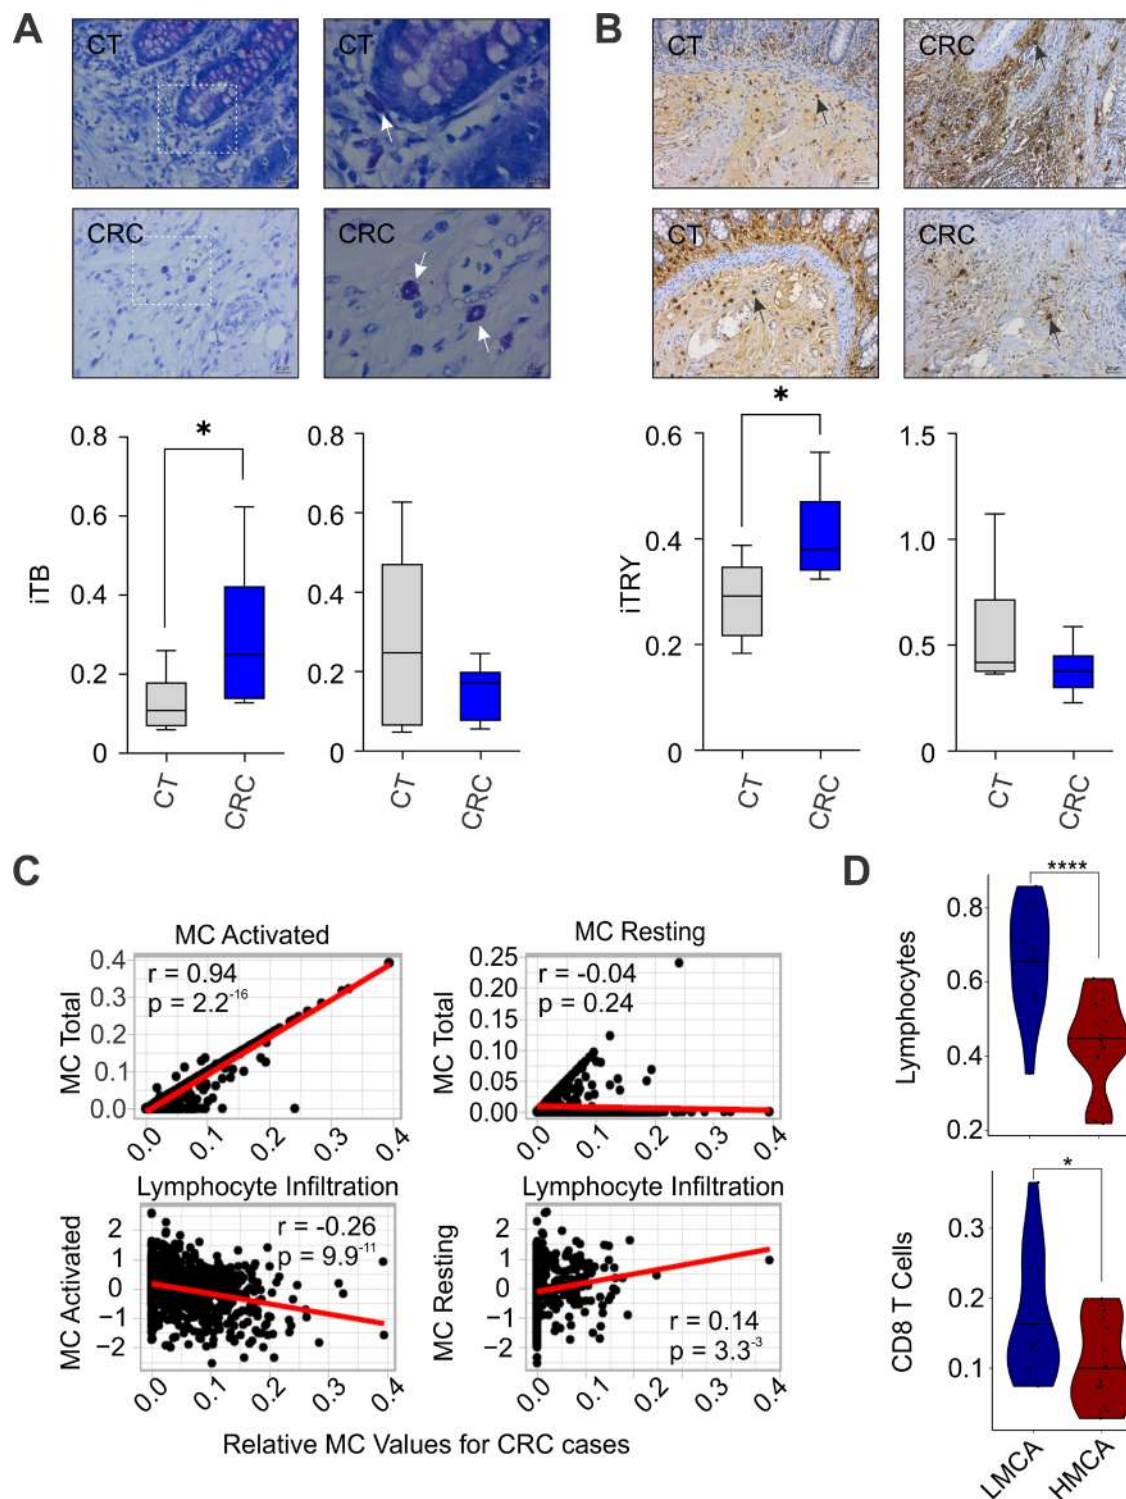 A
B
CT
CT
CT
CRC
CRC
CRC
CT
CRC
*
*
0.8
0.6
0.4
0.2
0
iTB
CT
CRC
0.8
0.6
0.4
0.2
0
CT
CRC
0.6
0.4
0.2
0
iTRY
CT
CRC
1.5
1.0
0.5
0
CT
CRC
C
MC Activated
r = 0.94
p = 2.2⁻¹⁶
MC Total
0.4
0.3
0.2
0.1
0.0
0.0
0.1
0.2
0.3
0.4
MC Resting
r = -0.04
p = 0.24
MC Total
0.25
0.20
0.15
0.10
0.05
0.00
0.0
0.1
0.2
0.3
0.4
Lymphocyte Infiltration
r = -0.26
p = 9.9⁻¹¹
MC Activated
2
1
0
−1
−2
0.0
0.1
0.2
0.3
0.4
Lymphocyte Infiltration
r = 0.14
p = 3.3⁻³
MC Resting
2
1
0
−1
−2
0.0
0.1
0.2
0.3
0.4
Relative MC Values for CRC cases
D
****
Lymphocytes
0.8
0.6
0.4
0.2
*
CD8 T Cells
0.3
0.2
0.1
LMCA
HMCA